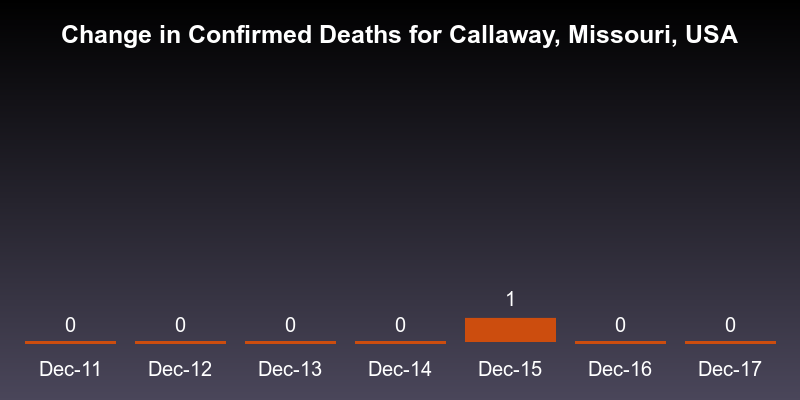 Change in Confirmed Deaths for Callaway, Missouri, USA
0 0 0 0 1 0 0
Dec-11 Dec-12 Dec-13 Dec-14 Dec-15 Dec-16 Dec-17